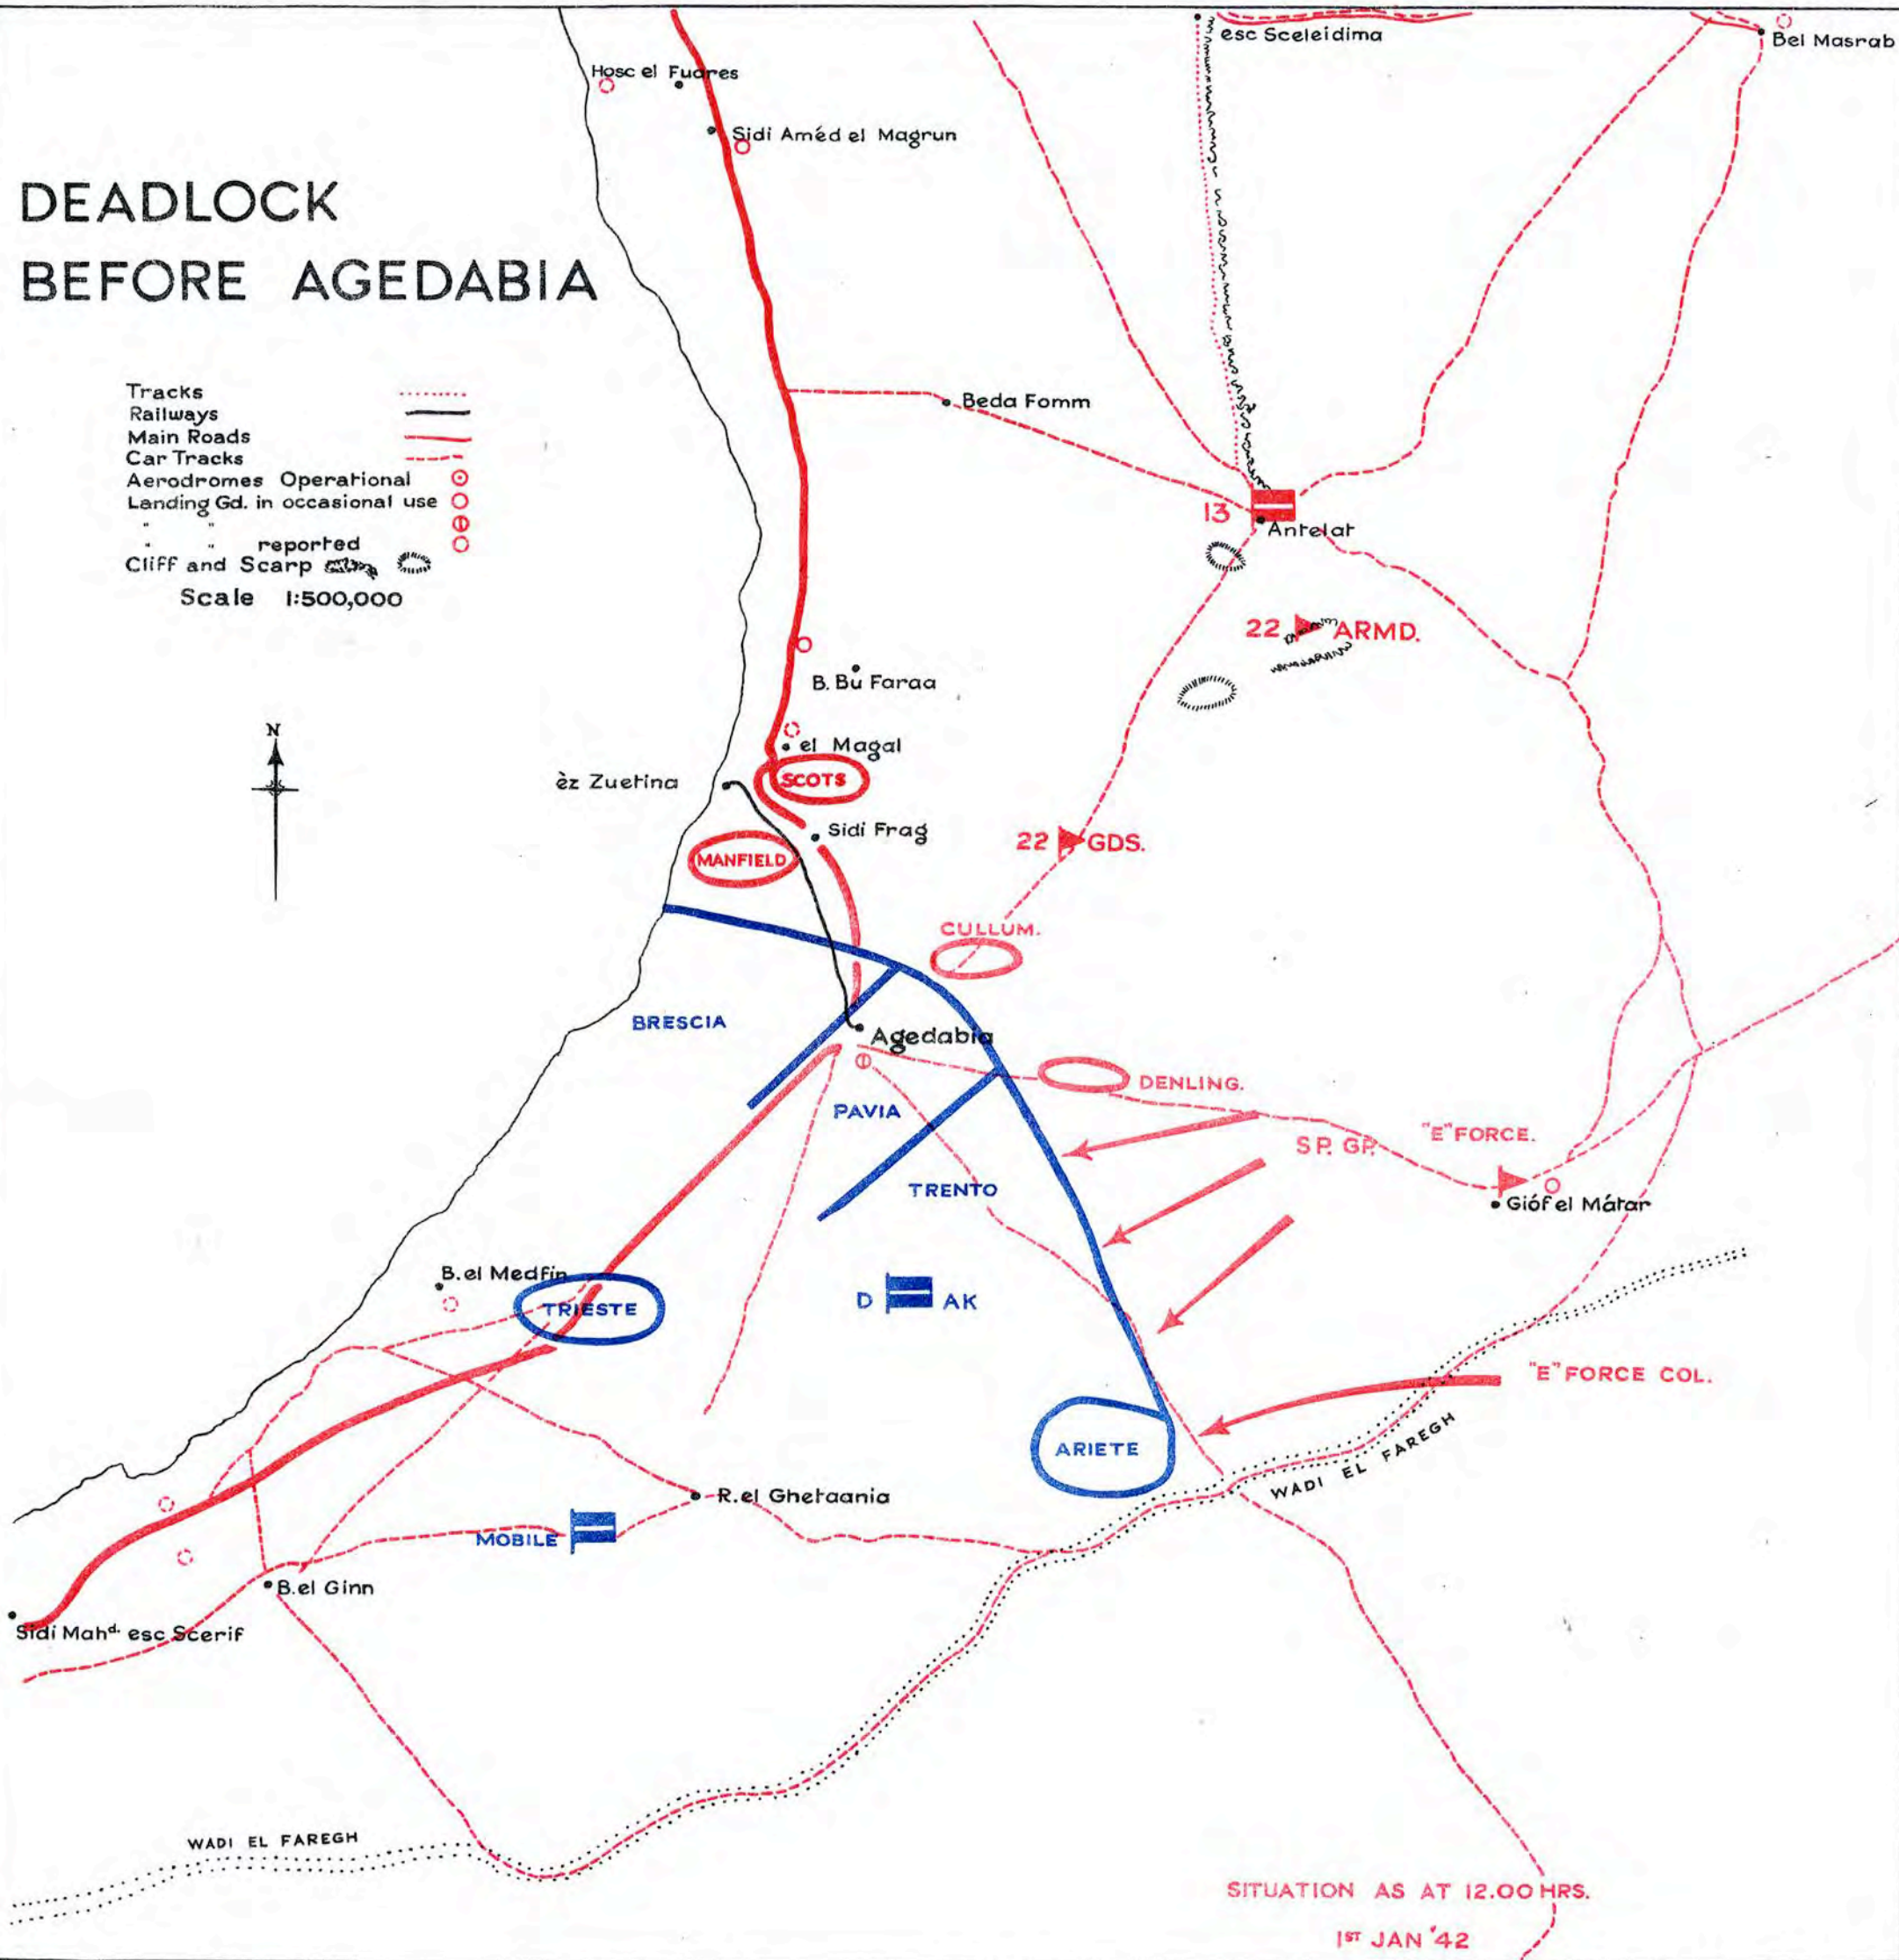 DEADLOCK
BEFORE AGEDABIA
Tracks
Railways
Main Roads
Car Tracks
Aerodromes Operational
Landing Gd. in occasional use
" "
" " reported
Cliff and Scarp
Scale 1:500,000
N
Hosc el Fuares
Sidi Améd el Magrun
esc Sceleidima
Bel Masrab
Beda Fomm
13
Antelat
22 ARMD.
B. Bu Faraa
el Magal
èz Zuetina
SCOTS
Sidi Frag
MANFIELD
22 GDS.
CULLUM.
BRESCIA
Agedabia
DENLING.
PAVIA
S.P. GP.
"E" FORCE.
TRENTO
Gióf el Mátar
B. el Medfin
TRIESTE
D AK
"E" FORCE COL.
ARIETE
WADI EL FAREGH
R. el Ghetaania
MOBILE
B. el Ginn
Sidi Mahd. esc Scerif
WADI EL FAREGH
SITUATION AS AT 12.00 HRS.
1ST JAN '42